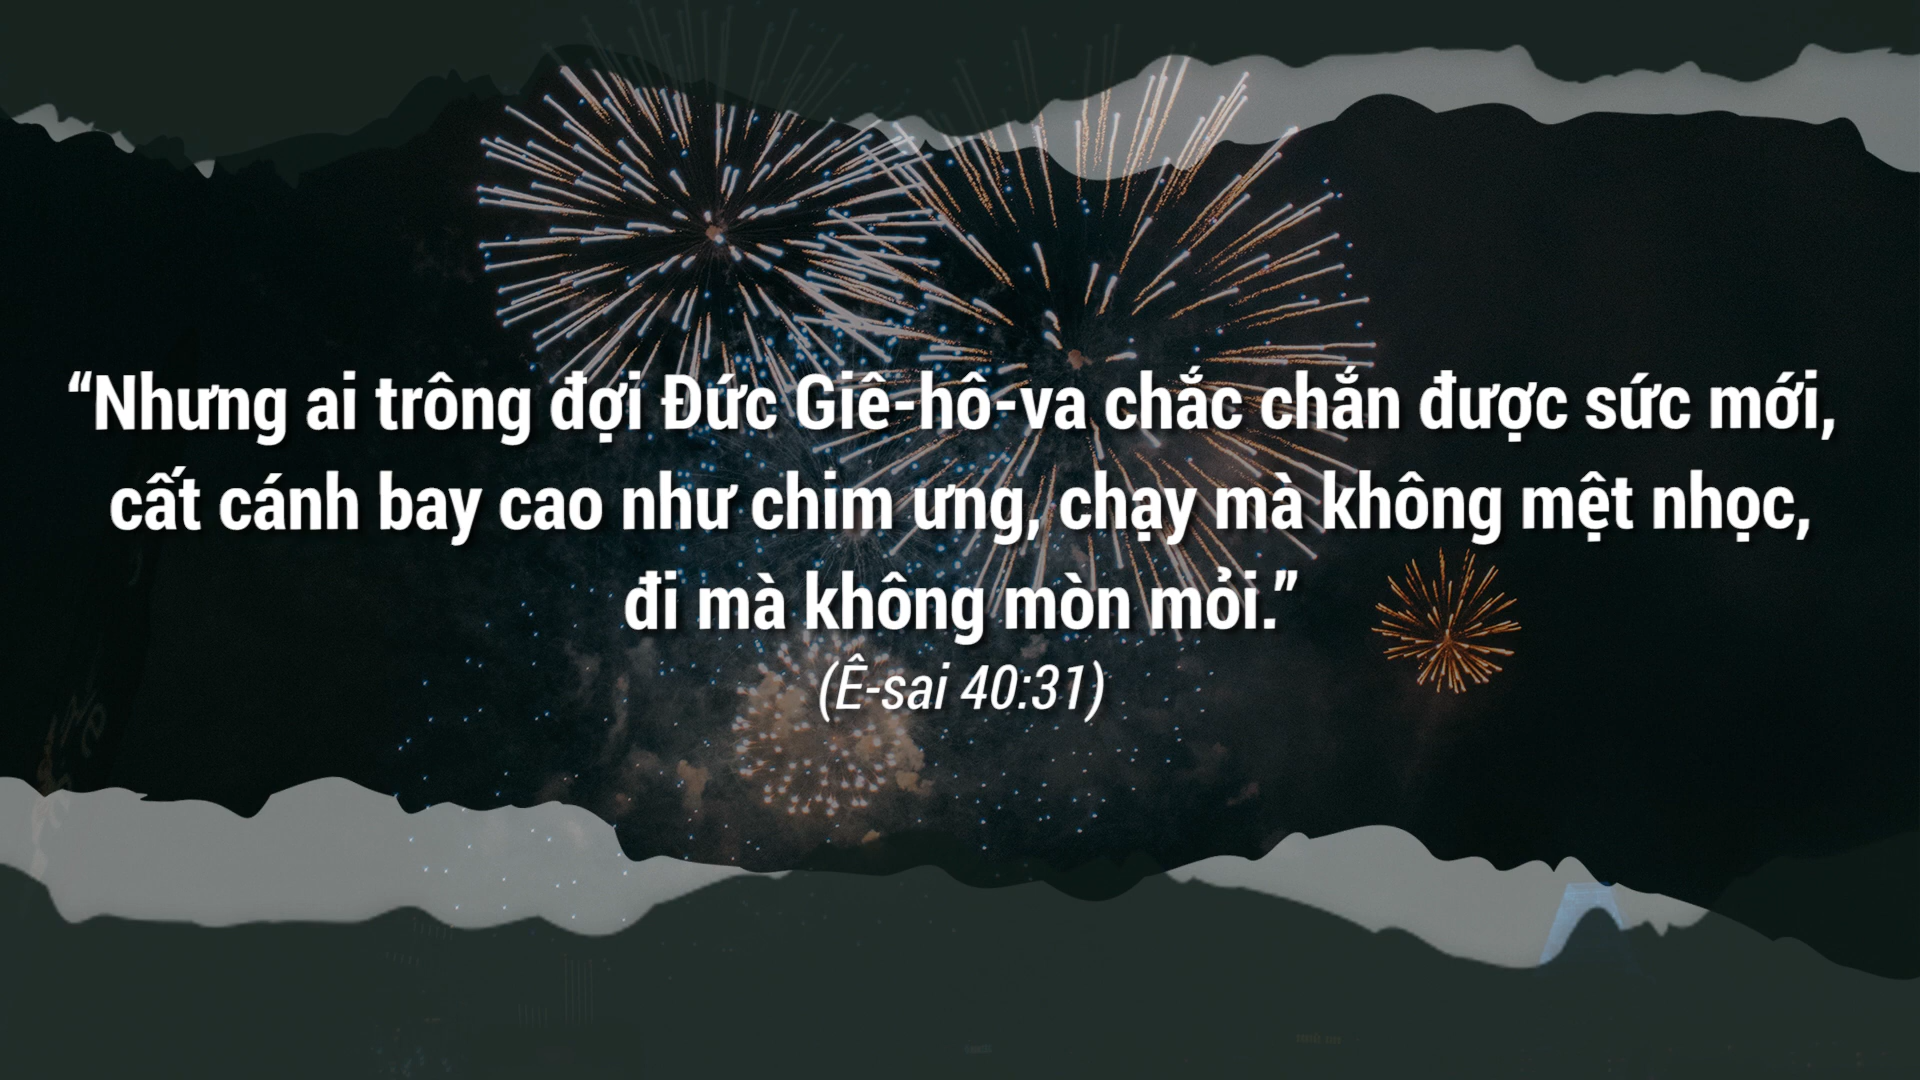 “Nhưng ai trông đợi Đức Giê-hô-va chắc chắn được sức mới,
cất cánh bay cao như chim ưng, chạy mà không mệt nhọc,
đi mà không mòn mỏi.”
(Ê-sai 40:31)